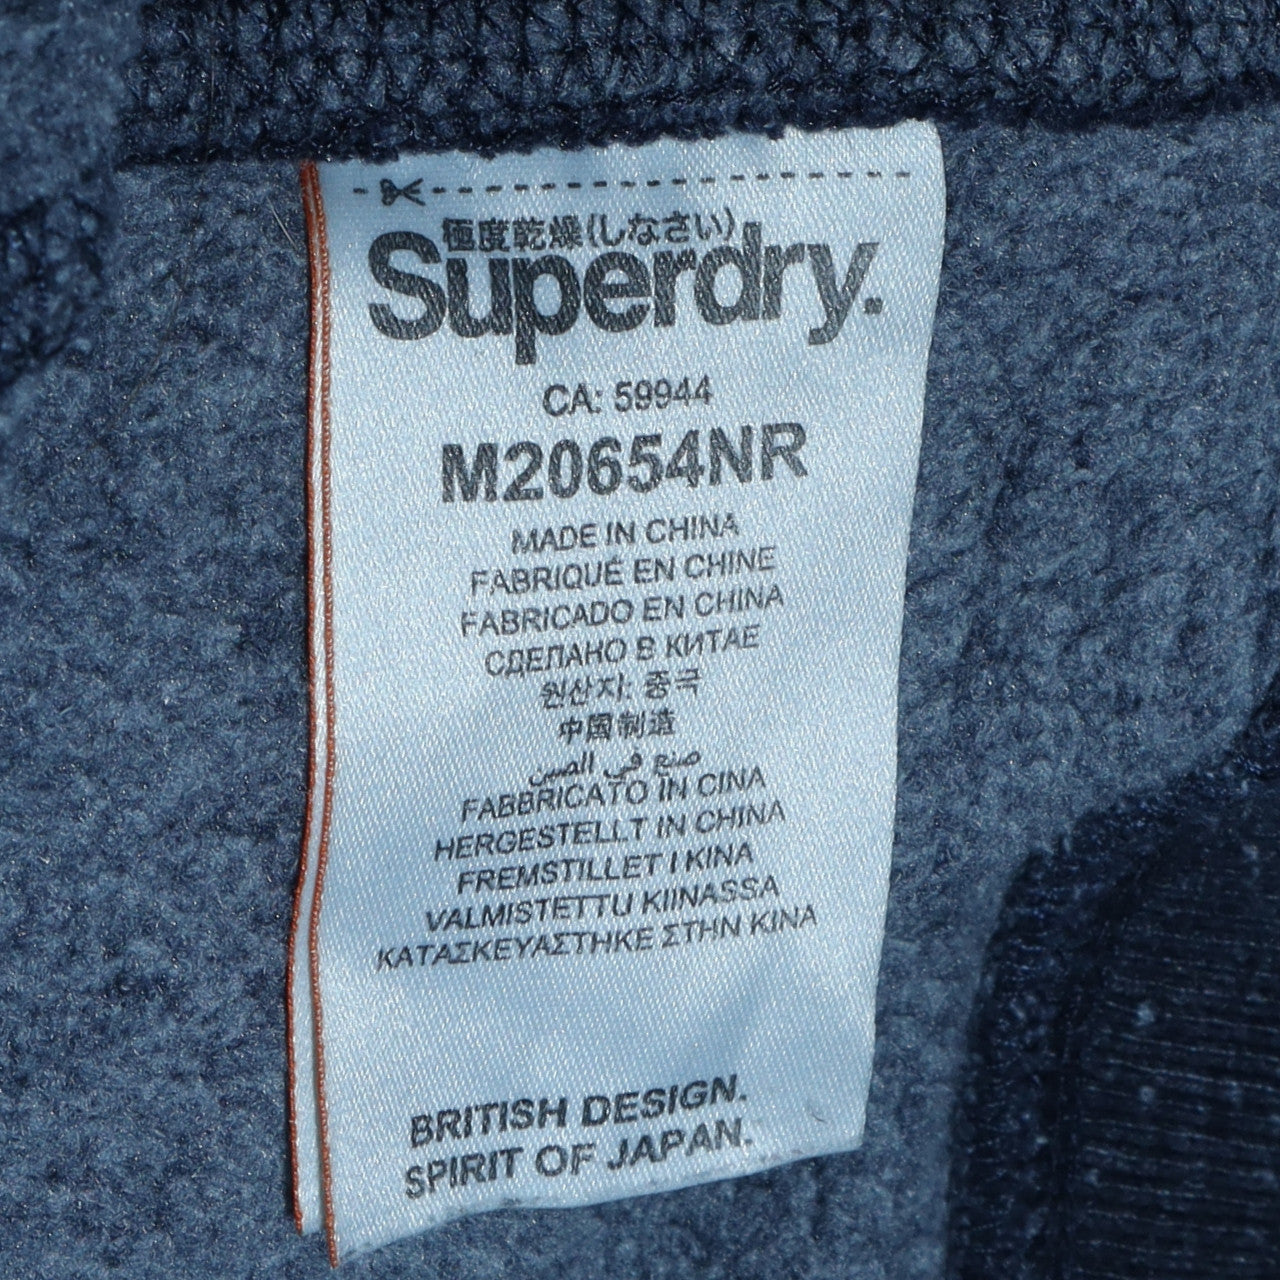 極度乾燥(しなさい)
Superdry.
CA: 59944
M20654NR
MADE IN CHINA
FABRIQUÉ EN CHINE
FABRICADO EN CHINA
СДЕЛАНО В КИТАЕ
원산지: 중국
中国制造
صنع في الصين
FABBRICATO IN CINA
HERGESTELLT IN CHINA
FREMSTILLET I KINA
VALMISTETTU KIINASSA
ΚΑΤΑΣΚΕΥΑΣΤΗΚΕ ΣΤΗΝ ΚΙΝΑ
BRITISH DESIGN.
SPIRIT OF JAPAN.